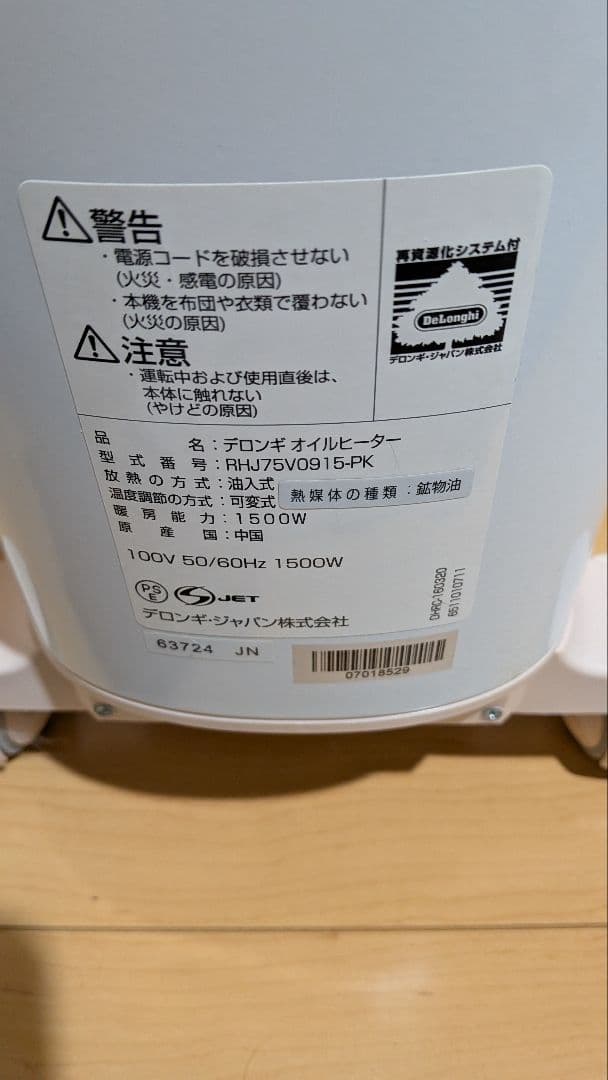 警告
・電源コードを破損させない
(火災・感電の原因)
・本機を布団や衣類で覆わない
(火災の原因)
注意
・運転中および使用直後は、
本体に触れない
(やけどの原因)
再資源化システム付
DeLonghi
デロンギ・ジャパン株式会社
品名：デロンギ オイルヒーター
型式番号：RHJ75V0915-PK
放熱の方式：油入式
熱媒体の種類：鉱物油
温度調節の方式：可変式
暖房能力：1500W
原産国：中国
100V 50/60Hz 1500W
PSE
JET
デロンギ・ジャパン株式会社
DHRC-160320
6511010711
63724 JN
07018529